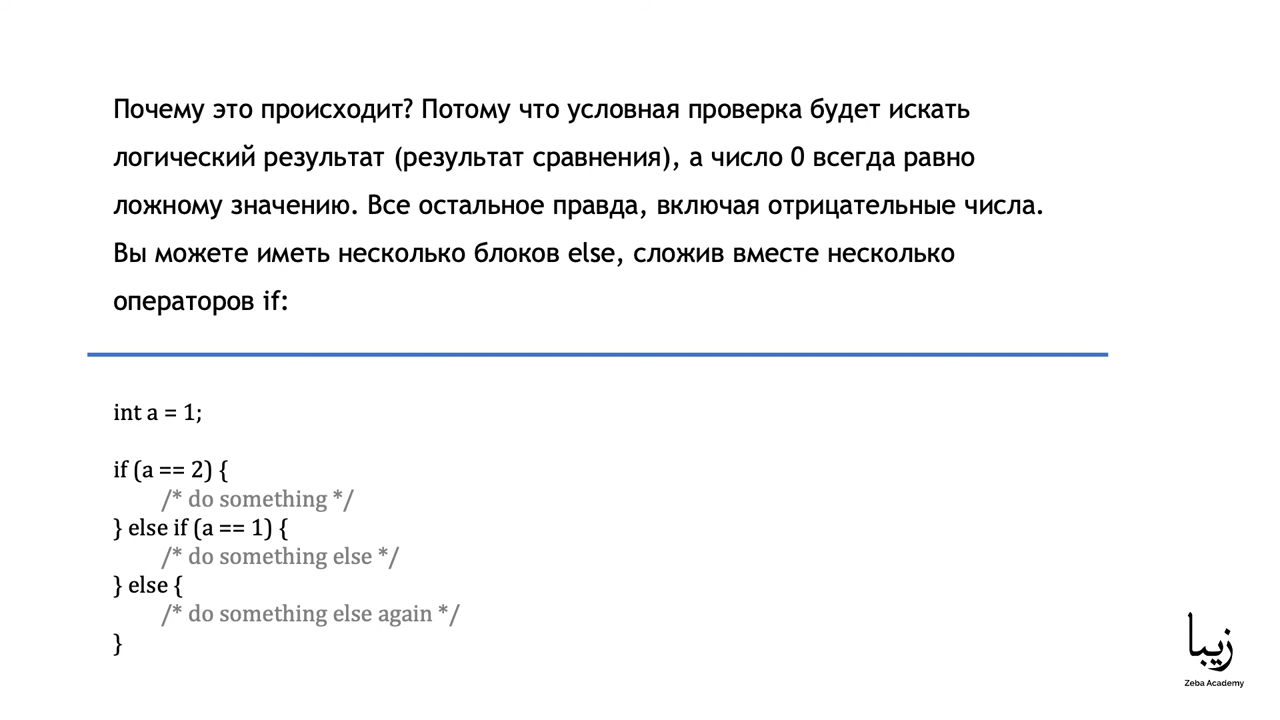 Почему это происходит? Потому что условная проверка будет искать
логический результат (результат сравнения), а число 0 всегда равно
ложному значению. Все остальное правда, включая отрицательные числа.
Вы можете иметь несколько блоков else, сложив вместе несколько
операторов if:
int a = 1;
if (a == 2) {
/* do something */
} else if (a == 1) {
/* do something else */
} else {
/* do something else again */
}
زيبا
Zeba Academy